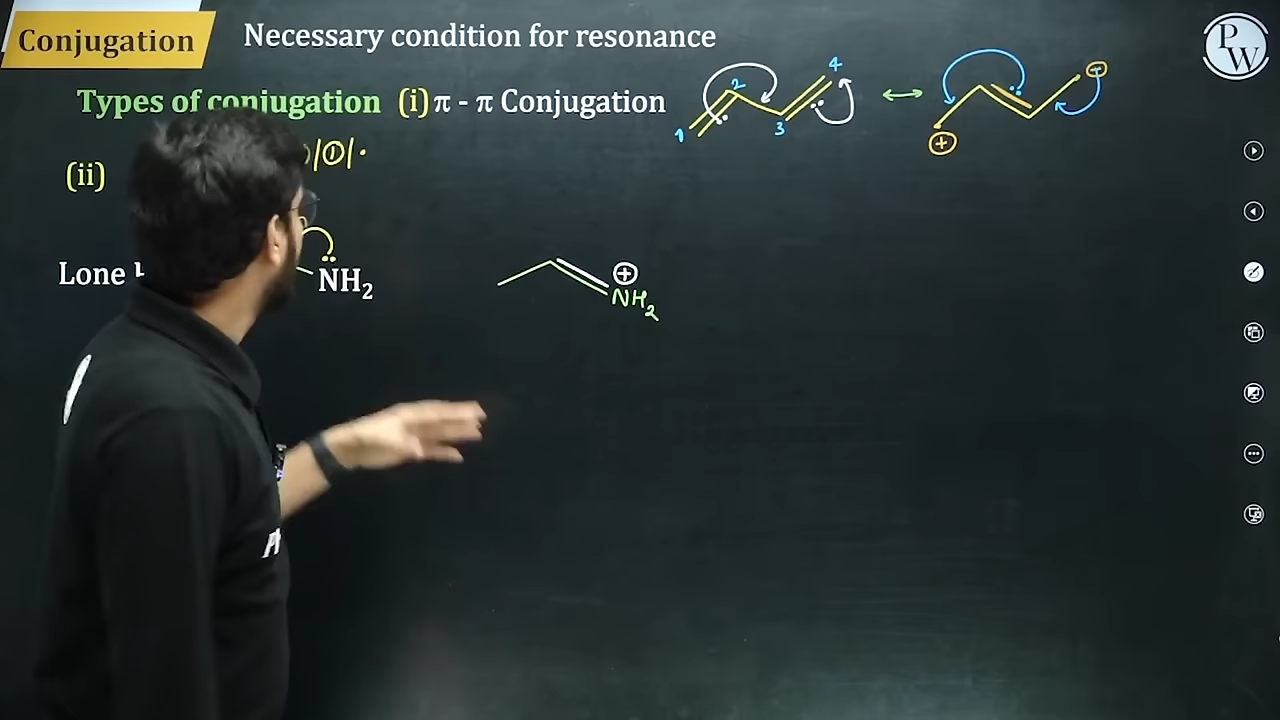 Conjugation Necessary condition for resonance
PW
Types of conjugation (i) π - π Conjugation
1 2 3 4 ↔ ⊕ ⊖
(ii)
NH₂
⊕
NH₂
Lone